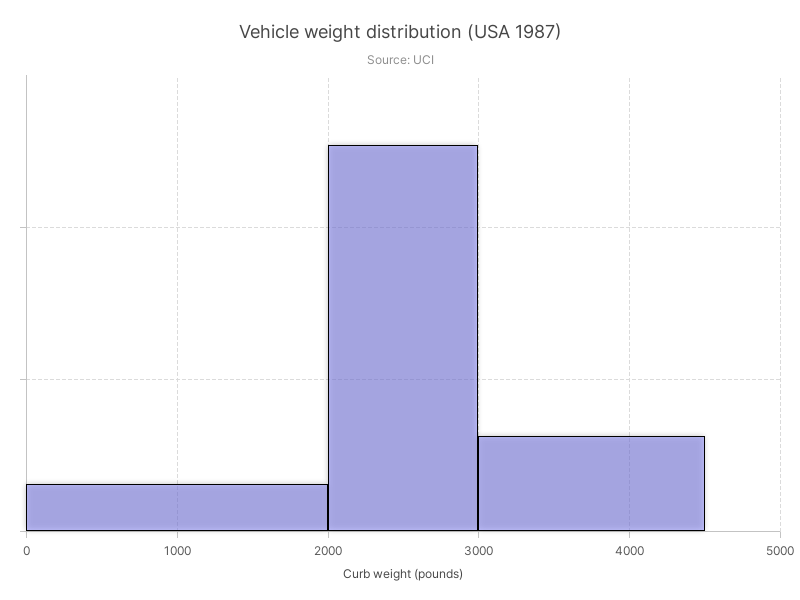 Vehicle weight distribution (USA 1987)
Source: UCI
0 1000 2000 3000 4000 5000
Curb weight (pounds)